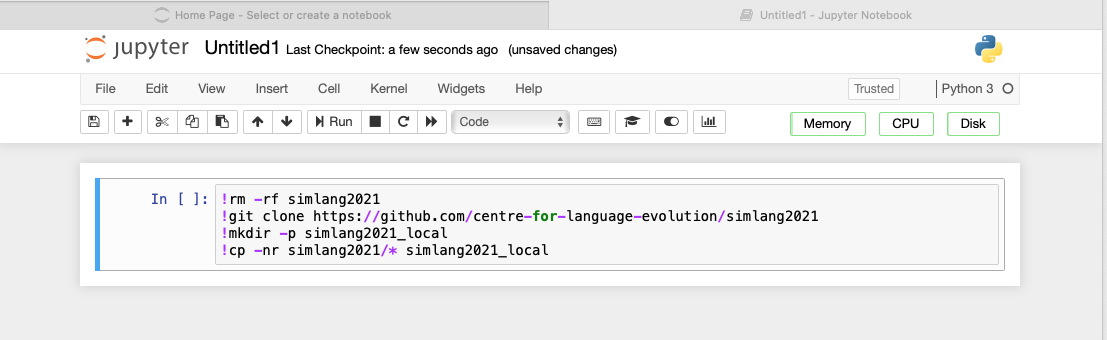 Home Page - Select or create a notebook
Untitled1 - Jupyter Notebook
jupyter Untitled1 Last Checkpoint: a few seconds ago (unsaved changes)
File Edit View Insert Cell Kernel Widgets Help Trusted Python 3
Run Code Memory CPU Disk
In [ ]: !rm -rf simlang2021
!git clone https://github.com/centre-for-language-evolution/simlang2021
!mkdir -p simlang2021_local
!cp -nr simlang2021/* simlang2021_local